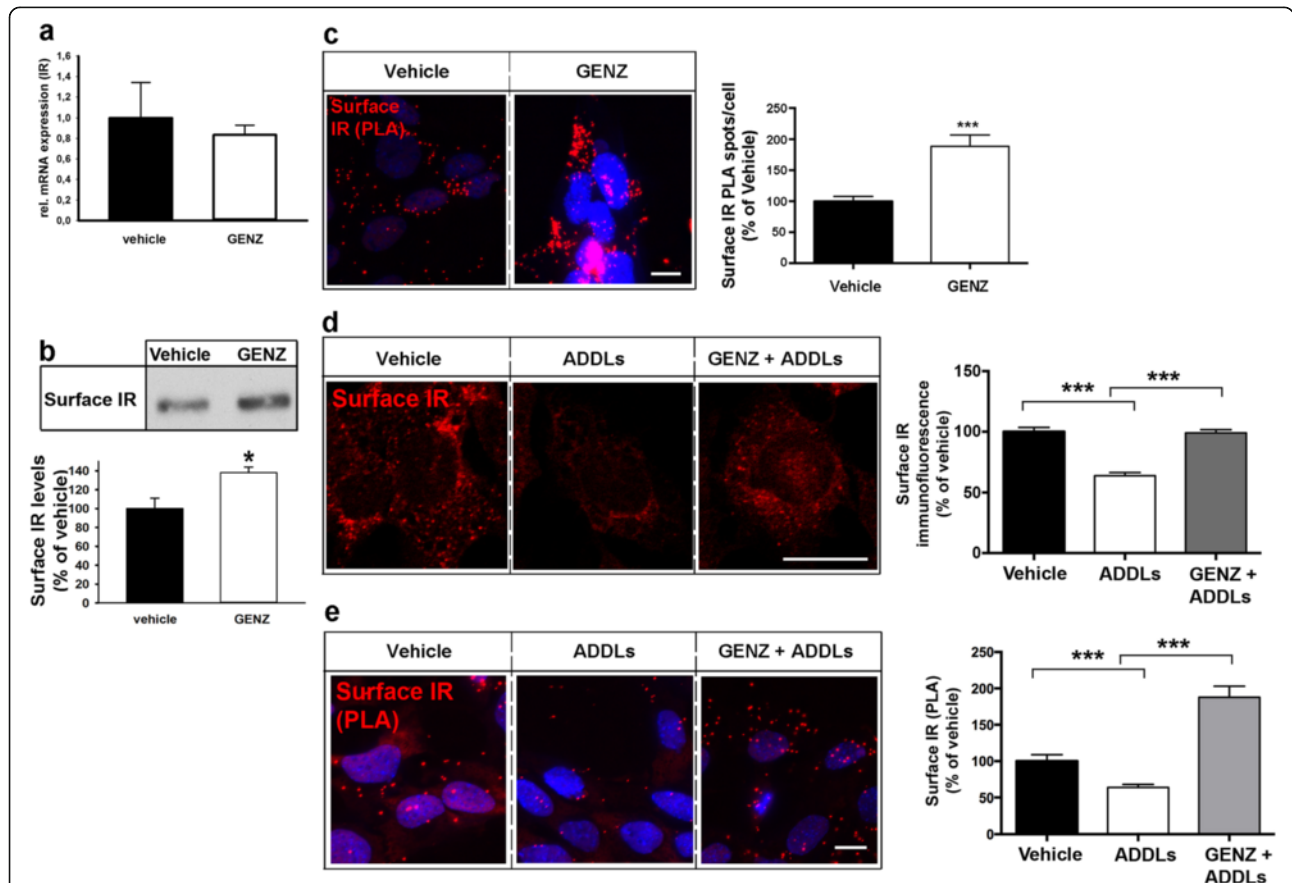 a
rel. mRNA expression (IR)
1,6
1,4
1,2
1,0
0,8
0,6
0,4
0,2
0,0
vehicle GENZ
b
Vehicle GENZ
Surface IR
Surface IR levels
(% of vehicle)
140
120
100
80
60
40
20
0
*
vehicle GENZ
c
Vehicle GENZ
Surface
IR (PLA)
Surface IR PLA spots/cell
(% of Vehicle)
250
200
150
100
50
0
***
Vehicle GENZ
d
Vehicle ADDLs GENZ + ADDLs
Surface IR
Surface IR
immunofluorescence
(% of vehicle)
150
100
50
0
*** ***
Vehicle ADDLs GENZ +
ADDLs
e
Vehicle ADDLs GENZ + ADDLs
Surface IR
(PLA)
Surface IR (PLA)
(% of vehicle)
250
200
150
100
50
0
*** ***
Vehicle ADDLs GENZ +
ADDLs